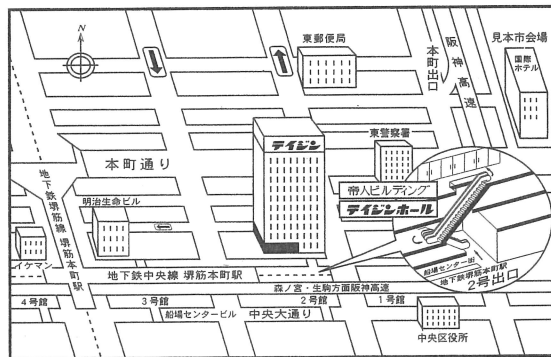 N
東郵便局
本町出口
阪神高速
見本市会場
国際
ホテル
テイジン
東警察署
本町通り
帝人ビルディング
テイジンホール
地下鉄堺筋線 堺筋本町駅
明治生命ビル
イケマン
地下鉄中央線 堺筋本町駅
船場センター街
地下鉄堺筋本町駅
2号出口
森ノ宮・生駒方面阪神高速
4号館
3号館
2号館
1号館
船場センタービル
中央大通り
中央区役所